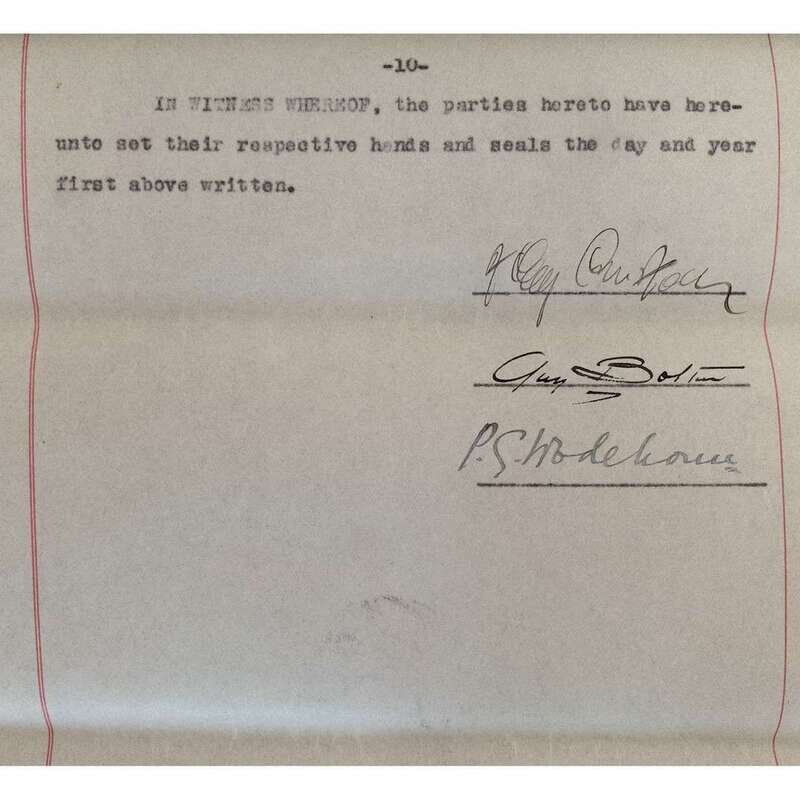 -10-
IN WITNESS WHEREOF, the parties hereto have here-
unto set their respective hands and seals the day and year
first above written.
Guy Bolton
P.G. Wodehouse